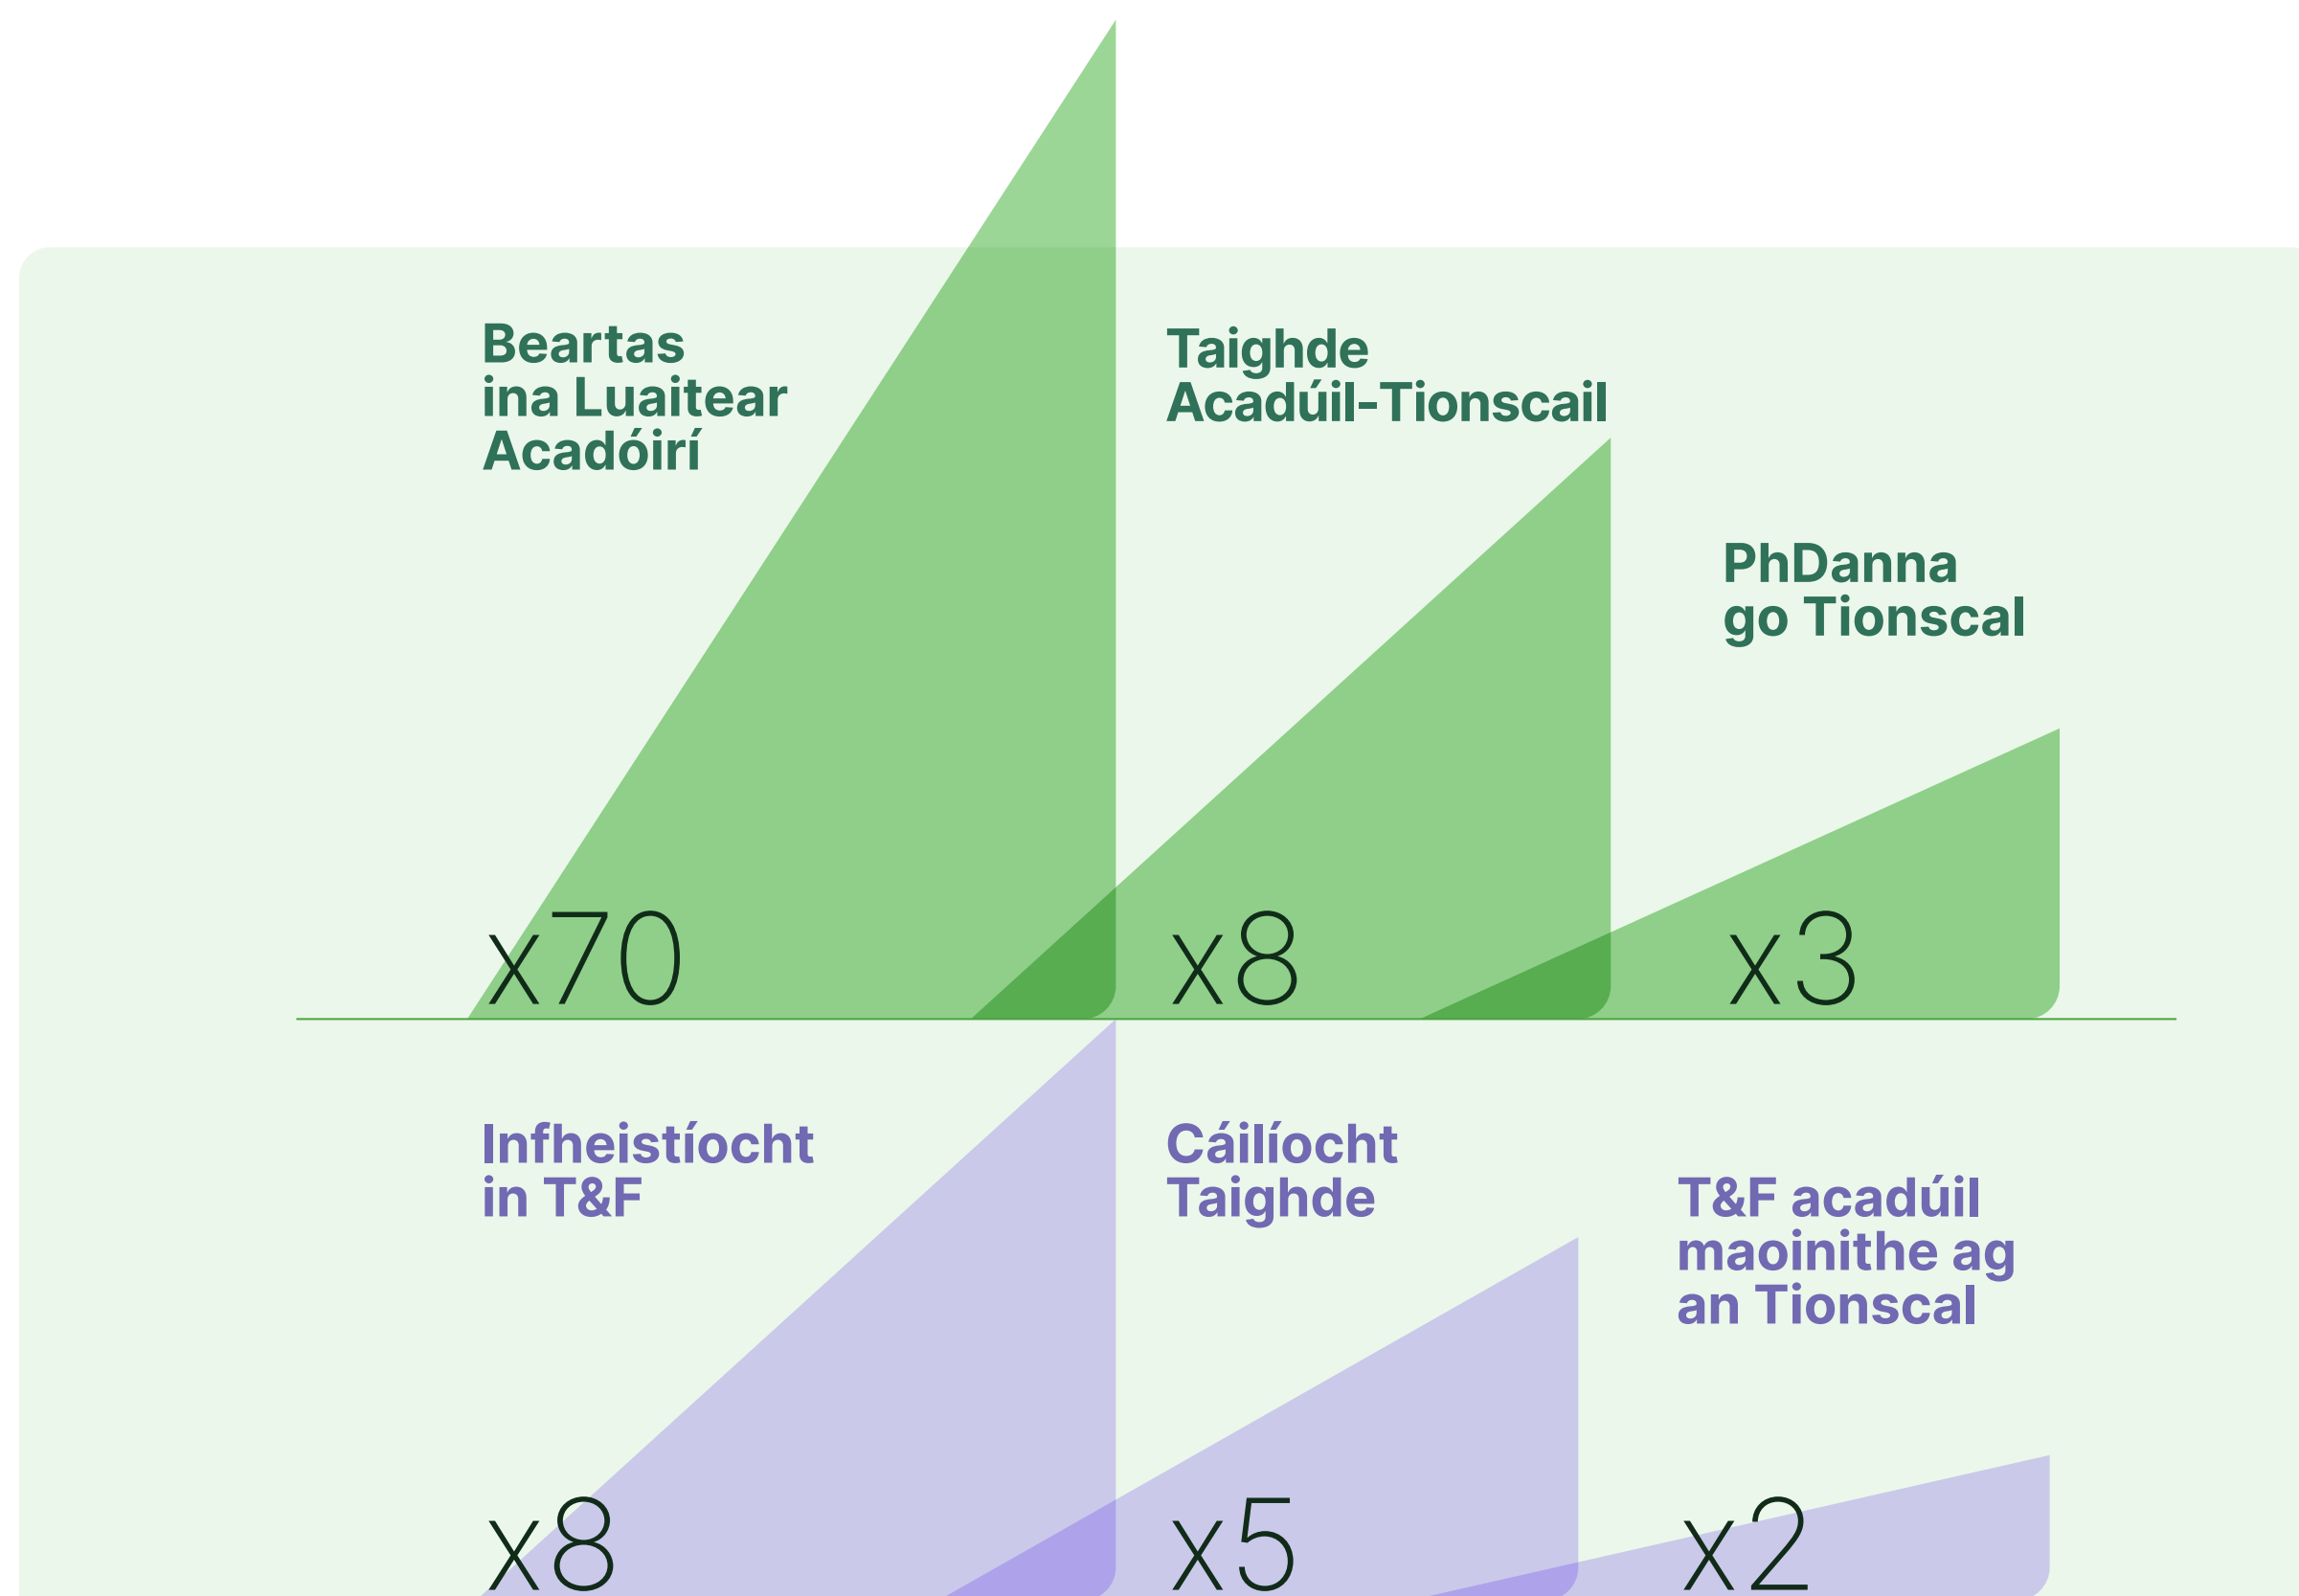 Beartas
ina Luaitear
Acadóirí
x70
Taighde
Acadúil-Tionscail
x8
PhDanna
go Tionscal
x3
Infheistíocht
in T&F
x8
Cáilíocht
Taighde
x5
T&F acadúil
maoinithe ag
an Tionscal
x2